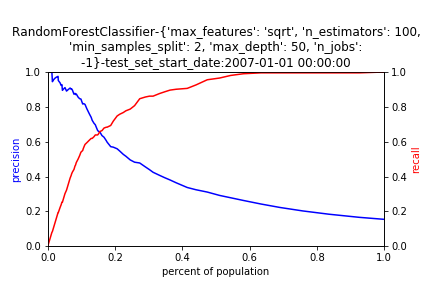 RandomForestClassifier-{'max_features': 'sqrt', 'n_estimators': 100,
'min_samples_split': 2, 'max_depth': 50, 'n_jobs':
-1}-test_set_start_date:2007-01-01 00:00:00
1.0 1.0
0.8 0.8
0.6 0.6
precision recall
0.4 0.4
0.2 0.2
0.0 0.0
0.0 0.2 0.4 0.6 0.8 1.0
percent of population